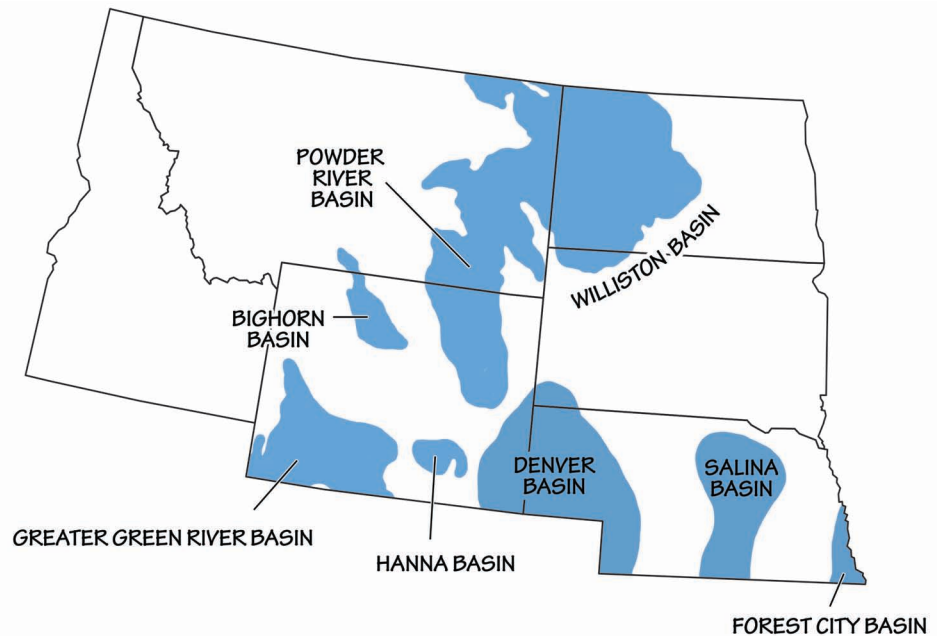 POWDER
RIVER
BASIN
WILLISTON BASIN
BIGHORN
BASIN
DENVER
BASIN
SALINA
BASIN
GREATER GREEN RIVER BASIN
HANNA BASIN
FOREST CITY BASIN